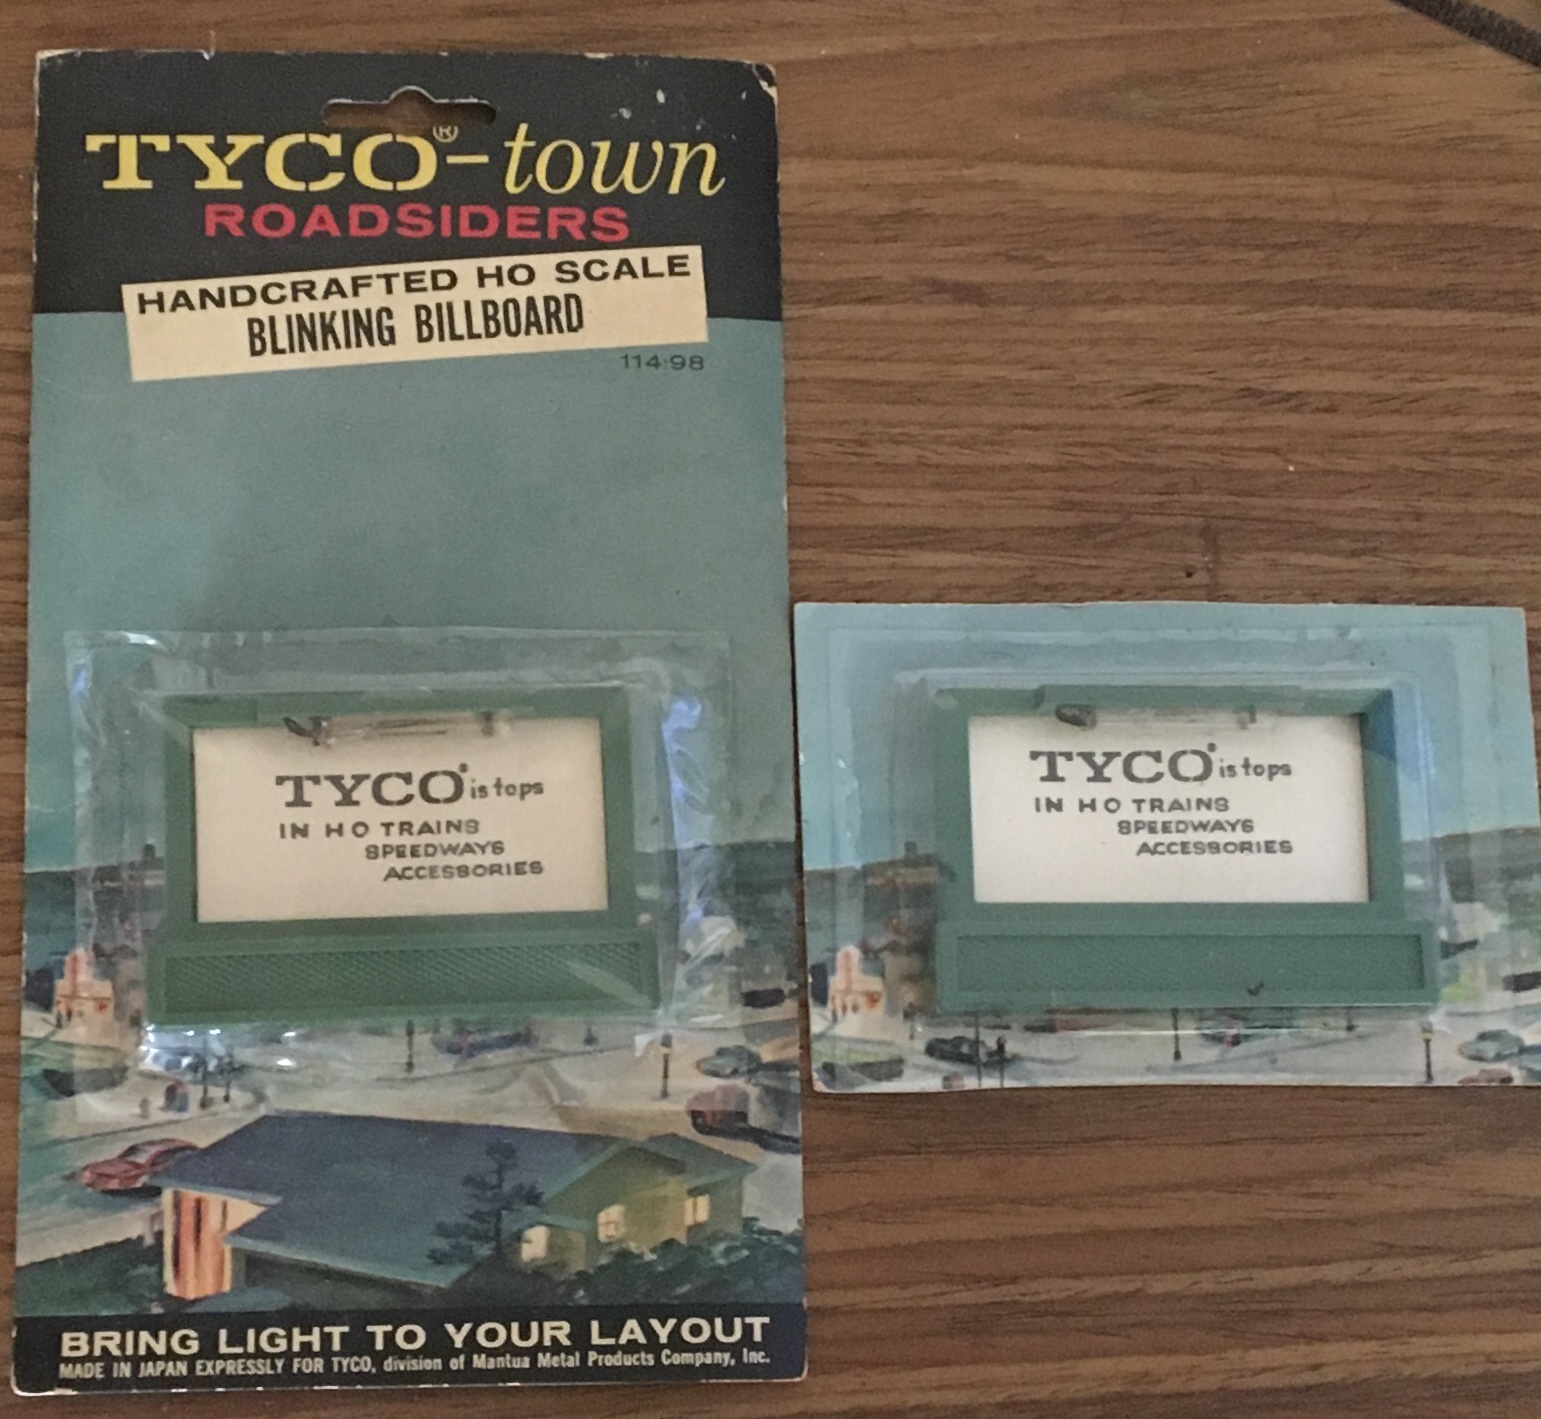 TYCO®-town
ROADSIDERS
HANDCRAFTED HO SCALE
BLINKING BILLBOARD
114:98
TYCO® is tops
IN HO TRAINS
SPEEDWAYS
ACCESSORIES
TYCO® is tops
IN HO TRAINS
SPEEDWAYS
ACCESSORIES
BRING LIGHT TO YOUR LAYOUT
MADE IN JAPAN EXPRESSLY FOR TYCO, division of Mantua Metal Products Company, Inc.